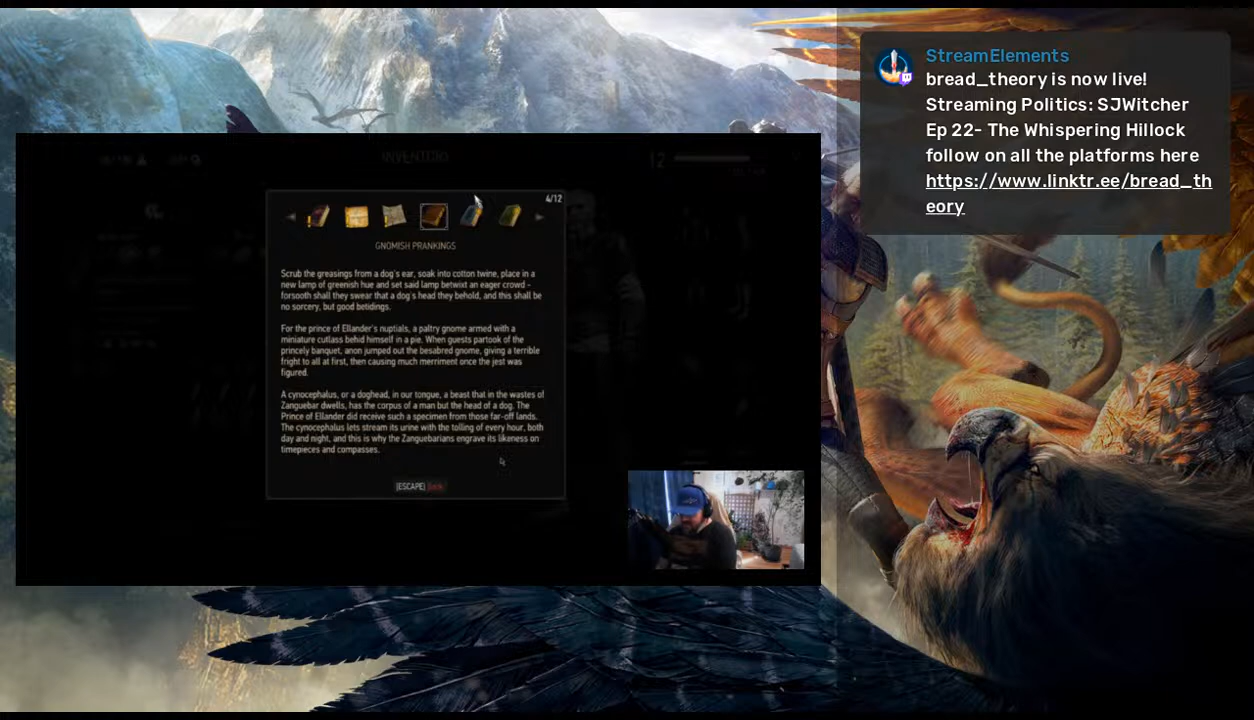 StreamElements
bread_theory is now live!
Streaming Politics: SJWitcher
Ep 22- The Whispering Hillock
follow on all the platforms here
https://www.linktr.ee/bread_th
eory
INVENTORY
12
4/12
GNOMISH PRANKINGS
Scrub the greasings from a dog's ear, soak into cotton twine, place in a
new lamp of greenish hue and set said lamp betwixt an eager crowd -
forsooth shall they swear that a dog's head they behold, and this shall be
no sorcery, but good betidings.
For the prince of Ellander's nuptials, a paltry gnome armed with a
miniature cutlass behid himself in a pie. When guests partook of the
princely banquet, anon jumped out the besabred gnome, giving a terrible
fright to all at first, then causing much merriment once the jest was
figured.
A cynocephalus, or a doghead, in our tongue, a beast that in the wastes of
Zanguebar dwells, has the corpus of a man but the head of a dog. The
Prince of Ellander did receive such a specimen from those far-off lands.
The cynocephalus lets stream its urine with the tolling of every hour, both
day and night, and this is why the Zanguebarians engrave its likeness on
timepieces and compasses.
[ESCAPE] Back